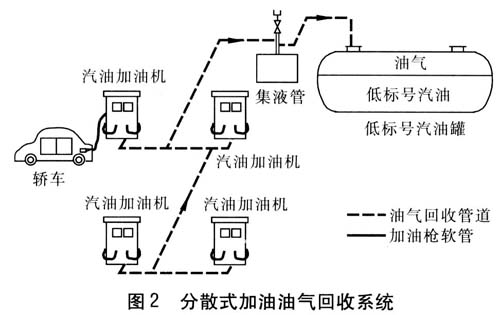 汽油加油机
集液管
油气
低标号汽油
低标号汽油罐
轿车
汽油加油机
汽油加油机
汽油加油机
油气回收管道
加油枪软管
图2 分散式加油油气回收系统